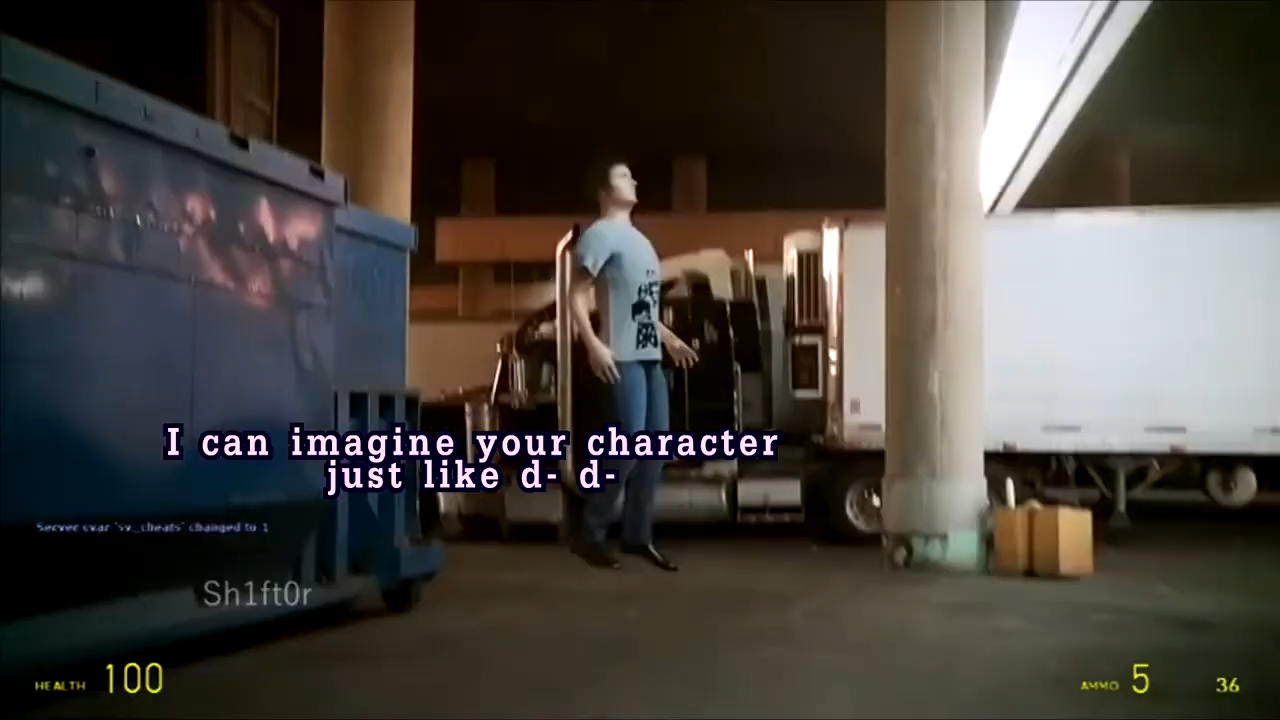 I can imagine your character
just like d- d-
Server cvar 'sv_cheats' changed to 1
Sh1ft0r
HEALTH 100
AMMO 5 36